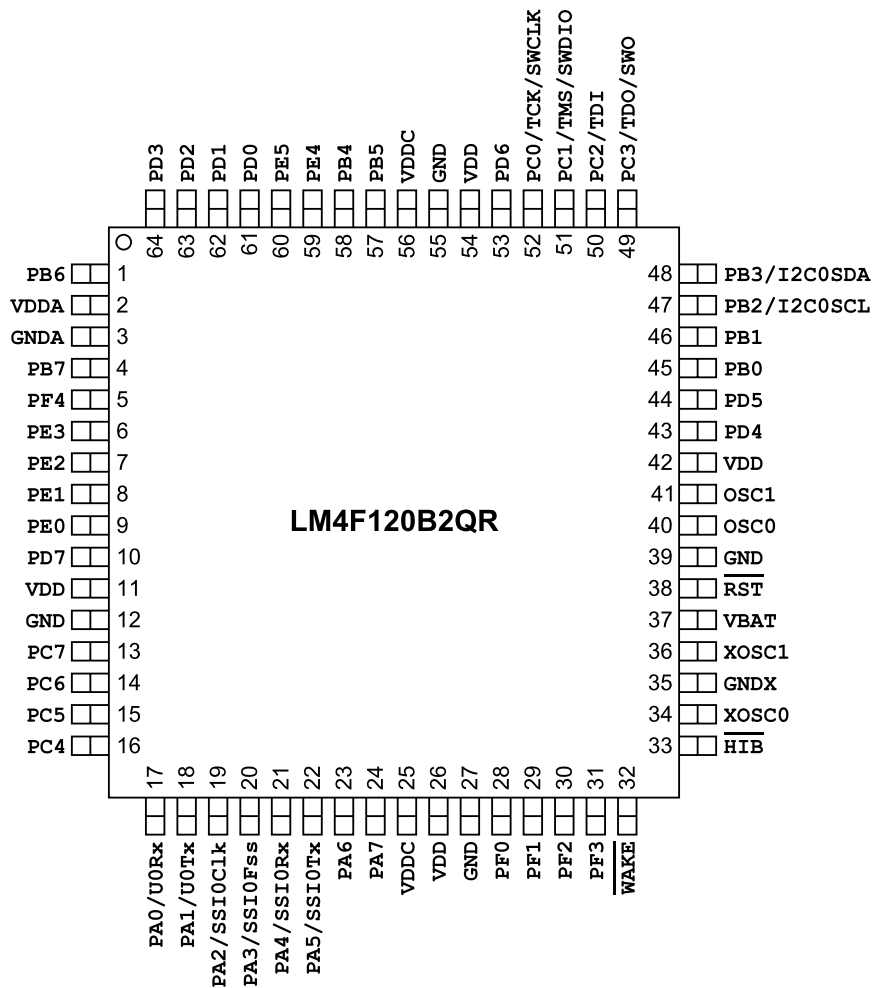 PD3 PD2 PD1 PD0 PE5 PE4 PB4 PB5 VDDC GND VDD PD6 PC0/TCK/SWCLK PC1/TMS/SWDIO PC2/TDI PC3/TDO/SWO
64 63 62 61 60 59 58 57 56 55 54 53 52 51 50 49
PB6 1 48 PB3/I2C0SDA
VDDA 2 47 PB2/I2C0SCL
GNDA 3 46 PB1
PB7 4 45 PB0
PF4 5 44 PD5
PE3 6 43 PD4
PE2 7 42 VDD
PE1 8 41 OSC1
LM4F120B2QR
PE0 9 40 OSC0
PD7 10 39 GND
VDD 11 38 RST
GND 12 37 VBAT
PC7 13 36 XOSC1
PC6 14 35 GNDX
PC5 15 34 XOSC0
PC4 16 33 HIB
17 18 19 20 21 22 23 24 25 26 27 28 29 30 31 32
PA0/U0Rx PA1/U0Tx PA2/SSI0Clk PA3/SSI0Fss PA4/SSI0Rx PA5/SSI0Tx PA6 PA7 VDDC VDD GND PF0 PF1 PF2 PF3 WAKE